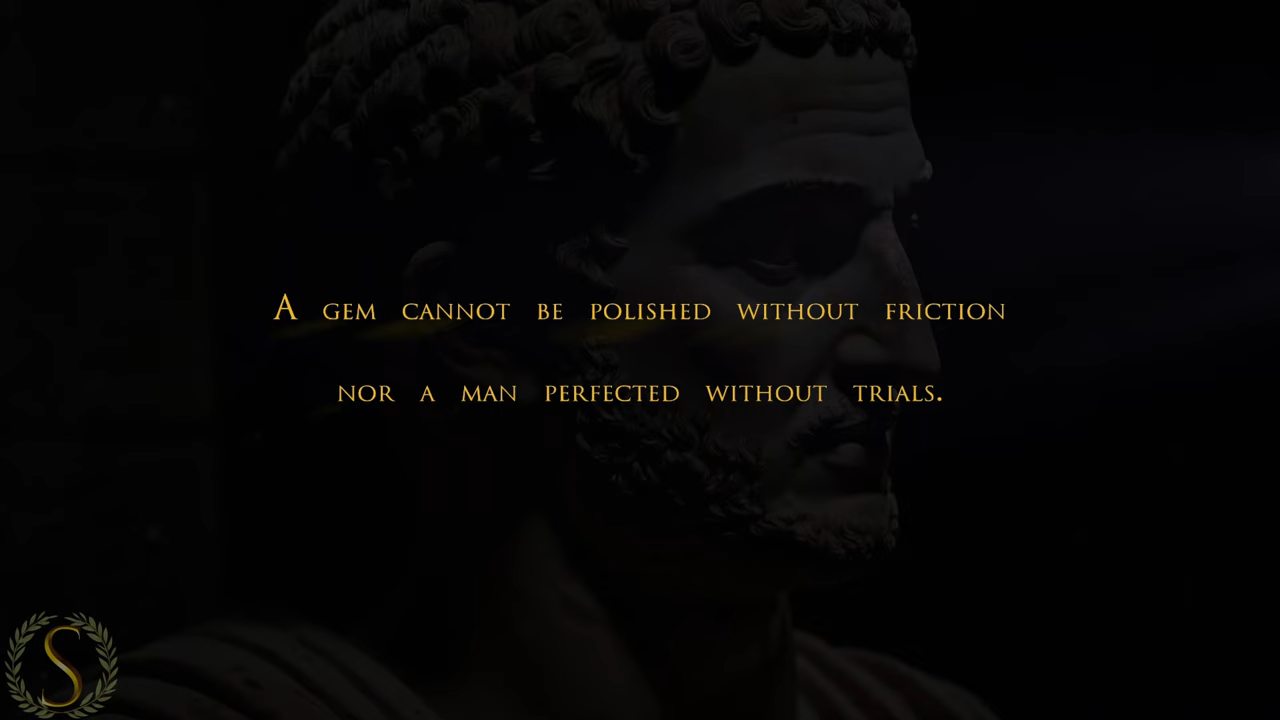 A GEM CANNOT BE POLISHED WITHOUT FRICTION
NOR A MAN PERFECTED WITHOUT TRIALS.
S